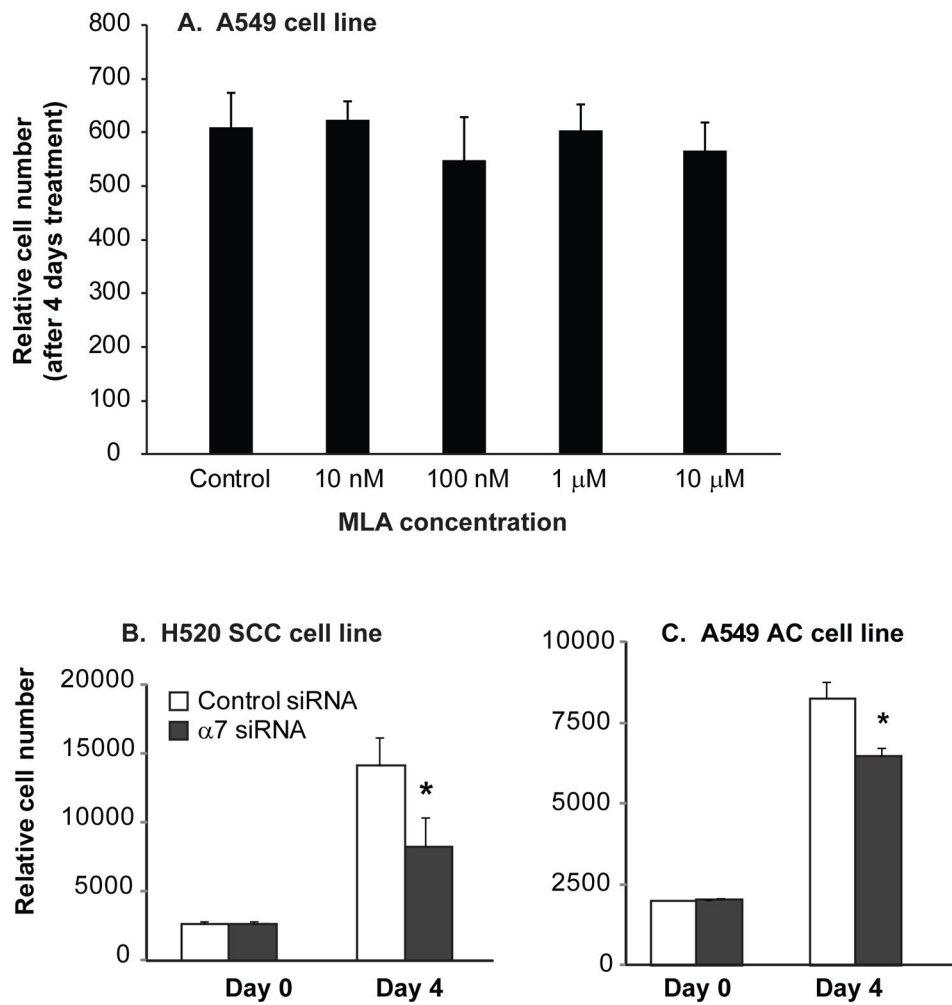 A. A549 cell line
Relative cell number
(after 4 days treatment)
800
700
600
500
400
300
200
100
0
Control 10 nM 100 nM 1 μM 10 μM
MLA concentration
B. H520 SCC cell line
Relative cell number
20000
15000
10000
5000
0
Control siRNA
α7 siRNA
*
Day 0 Day 4
C. A549 AC cell line
10000
7500
5000
2500
0
*
Day 0 Day 4